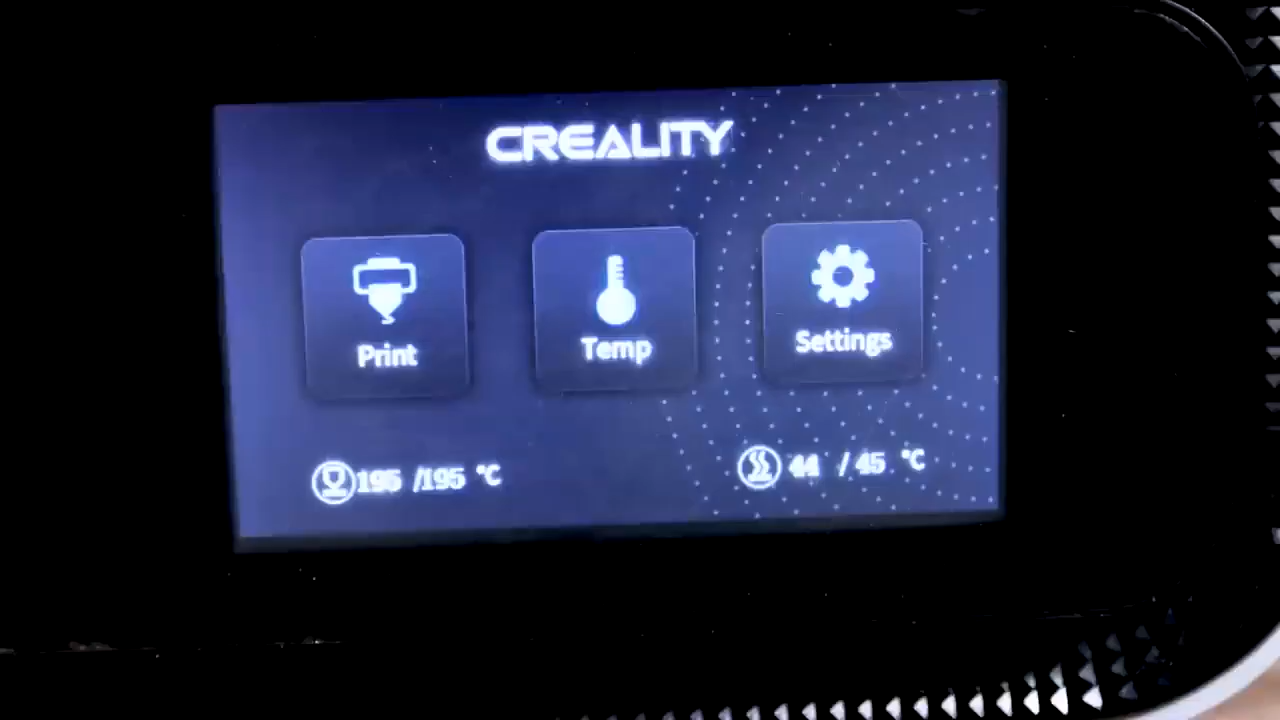 CREALITY
Print
Temp
Settings
195 /195 °C
44 / 45 °C